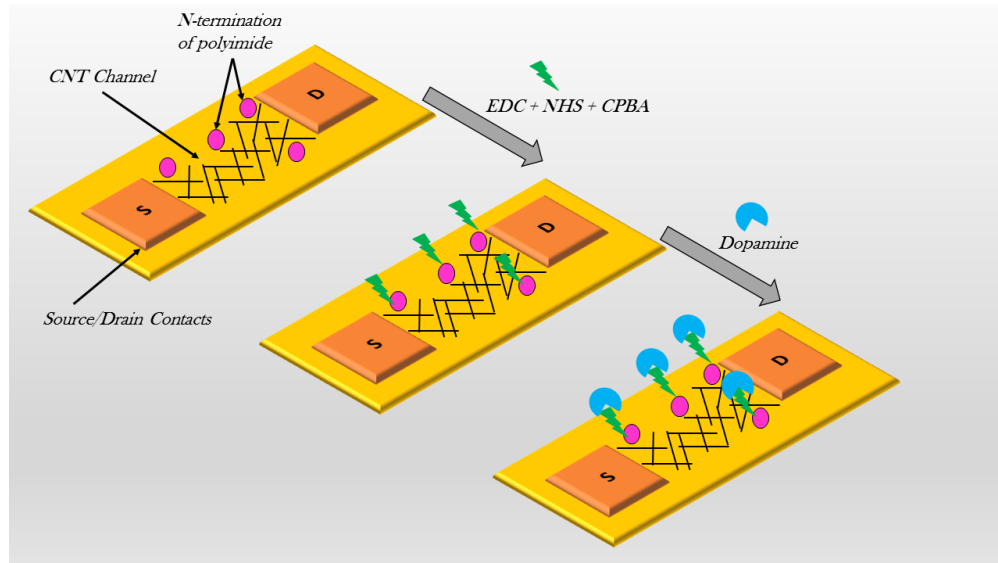 N-termination
of polyimide
CNT Channel
D
S
Source/Drain Contacts
EDC + NHS + CPBA
D
S
Dopamine
D
S